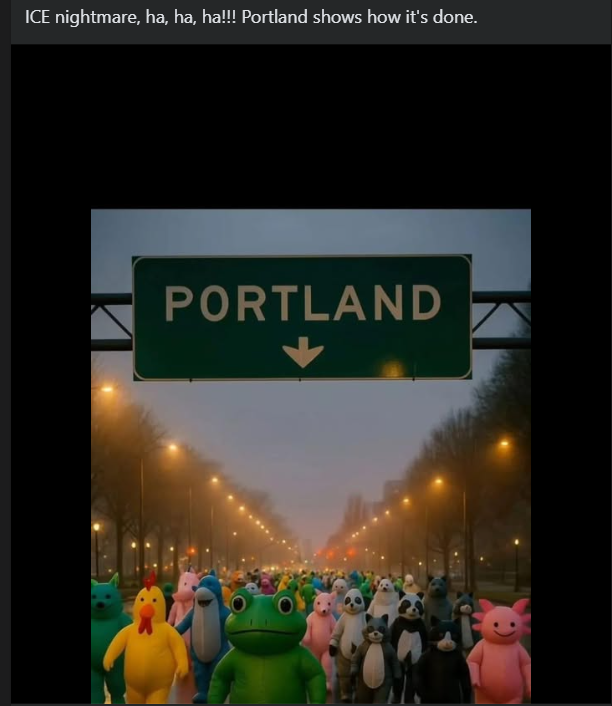 ICE nightmare, ha, ha, ha!!! Portland shows how it's done.
PORTLAND